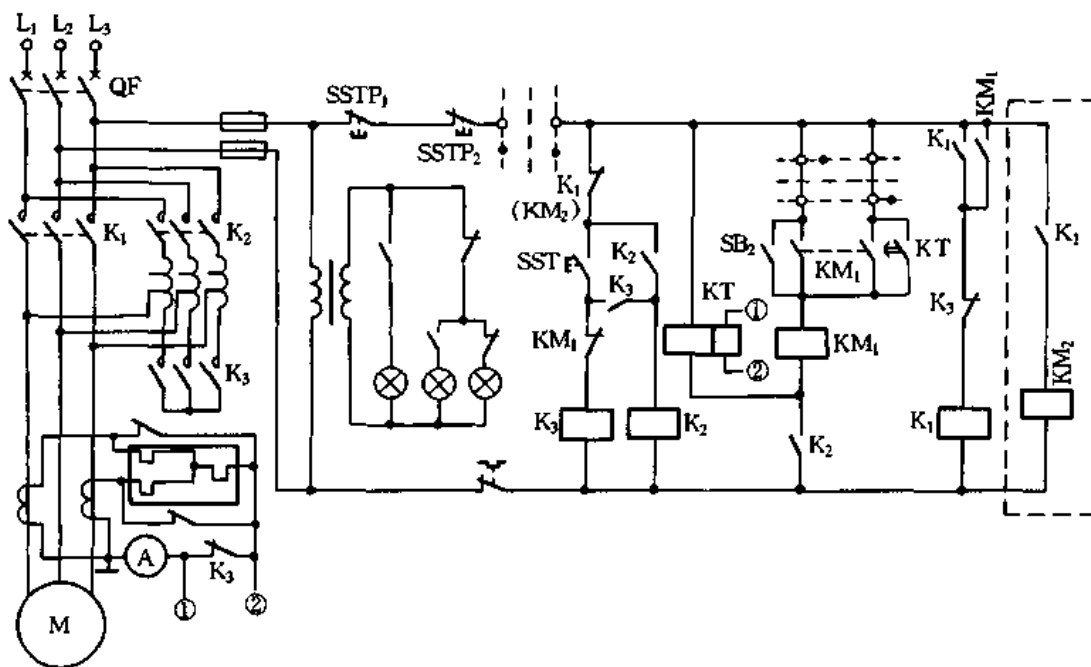 L₁ L₂ L₃
QF
SSTP₁
SSTP₂
KM₁
K₁
K₁
K₂
K₁
(KM₂)
SST
K₂
K₃
KT
①
②
SB₂
KM₁
KT
K₁
KM₁
KM₁
K₃
K₃
K₃
K₂
K₂
K₁
KM₂
A
K₃
M
①
②